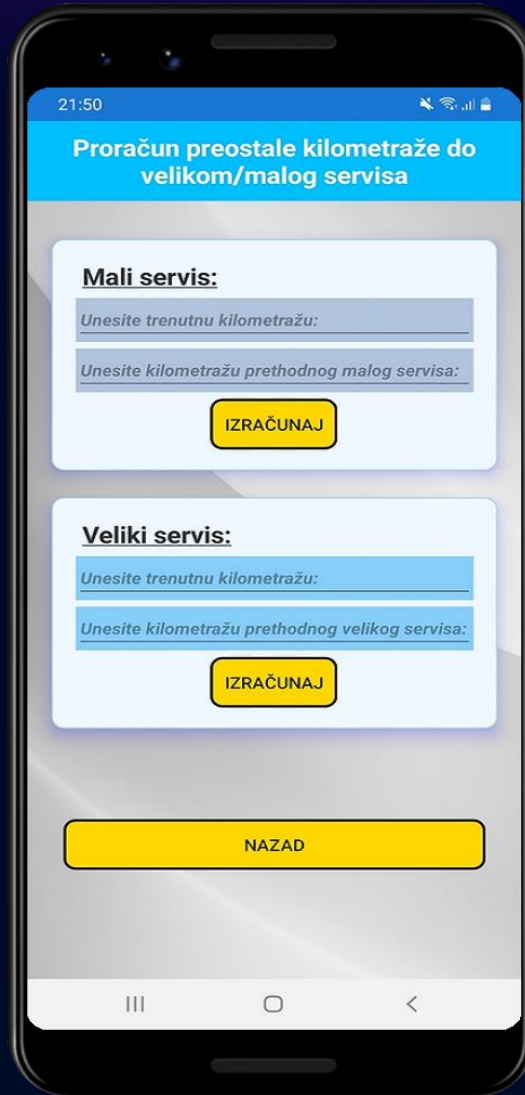 21:50
Proračun preostale kilometraže do
velikom/malog servisa
Mali servis:
Unesite trenutnu kilometražu:
Unesite kilometražu prethodnog malog servisa:
IZRAČUNAJ
Veliki servis:
Unesite trenutnu kilometražu:
Unesite kilometražu prethodnog velikog servisa:
IZRAČUNAJ
NAZAD